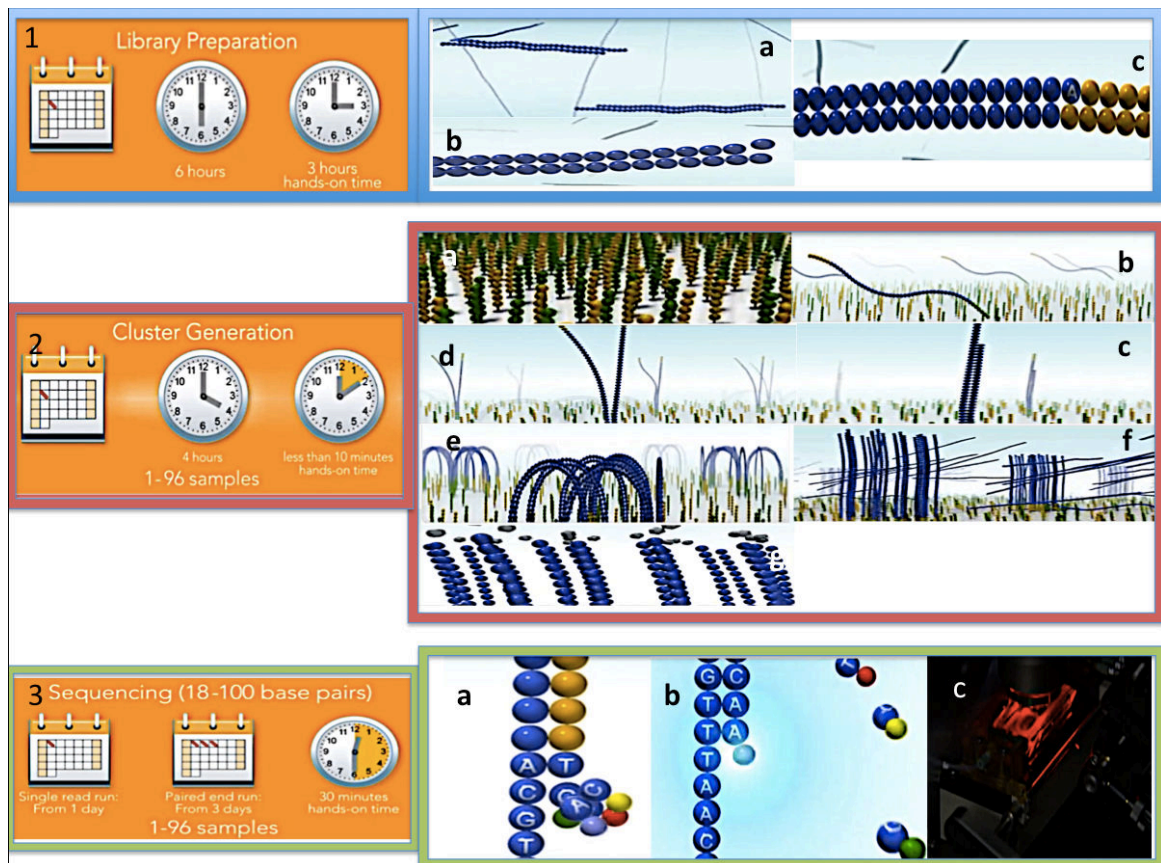 1
Library Preparation
6 hours
3 hours
hands-on time
a
b
c
A
2
Cluster Generation
4 hours
less than 10 minutes
hands-on time
1-96 samples
a
b
d
c
e
f
g
3
Sequencing (18-100 base pairs)
Single read run:
From 1 day
Paired end run:
From 3 days
30 minutes
hands-on time
1-96 samples
a
A T
C
G
T
b
G C
T A
T A
T
A
A
C
c